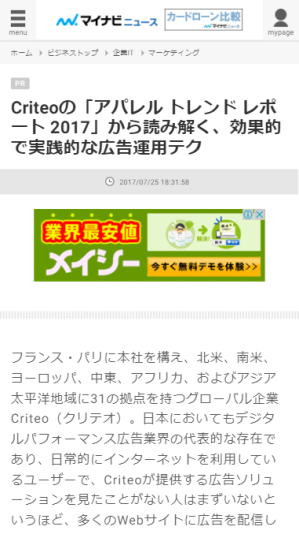 menu
マイナビニュース
カードローン比較
マイナビニュース
mypage
ホーム > ビジネストップ > 企業IT > マーケティング
PR
Criteoの「アパレル トレンド レポ
ート 2017」から読み解く、効果的
で実践的な広告運用テク
2017/07/25 18:31:58
業界最安値
メイシー
今すぐ無料デモを体験>>
フランス・パリに本社を構え、北米、南米、
ヨーロッパ、中東、アフリカ、およびアジア
太平洋地域に31の拠点を持つグローバル企業
Criteo（クリテオ）。日本においてもデジタ
ルパフォーマンス広告業界の代表的な存在で
あり、日常的にインターネットを利用してい
るユーザーで、Criteoが提供する広告ソリュ
ーションを見たことがない人はまずいないと
いうほど、多くのWebサイトに広告を配信し